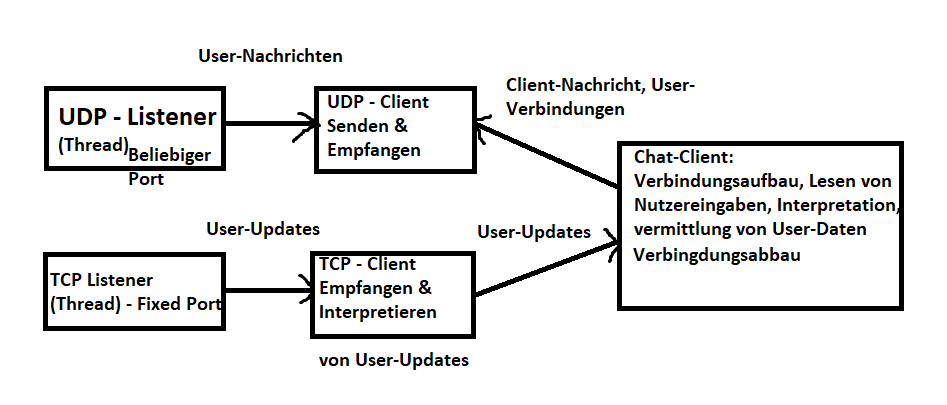 User-Nachrichten
UDP - Listener
(Thread)
Beliebiger
Port
UDP - Client
Senden &
Empfangen
Client-Nachricht, User-
Verbindungen
Chat-Client:
Verbindungsaufbau, Lesen von
Nutzereingaben, Interpretation,
vermittlung von User-Daten
Verbingdungsabbau
User-Updates
User-Updates
TCP Listener
(Thread) - Fixed Port
TCP - Client
Empfangen &
Interpretieren
von User-Updates